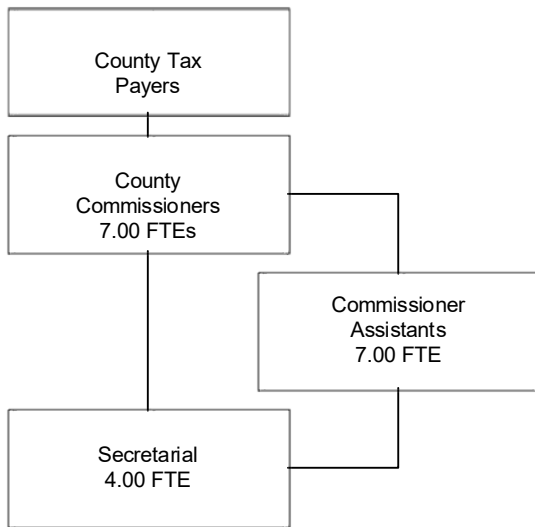 County Tax
Payers
County
Commissioners
7.00 FTEs
Commissioner
Assistants
7.00 FTE
Secretarial
4.00 FTE